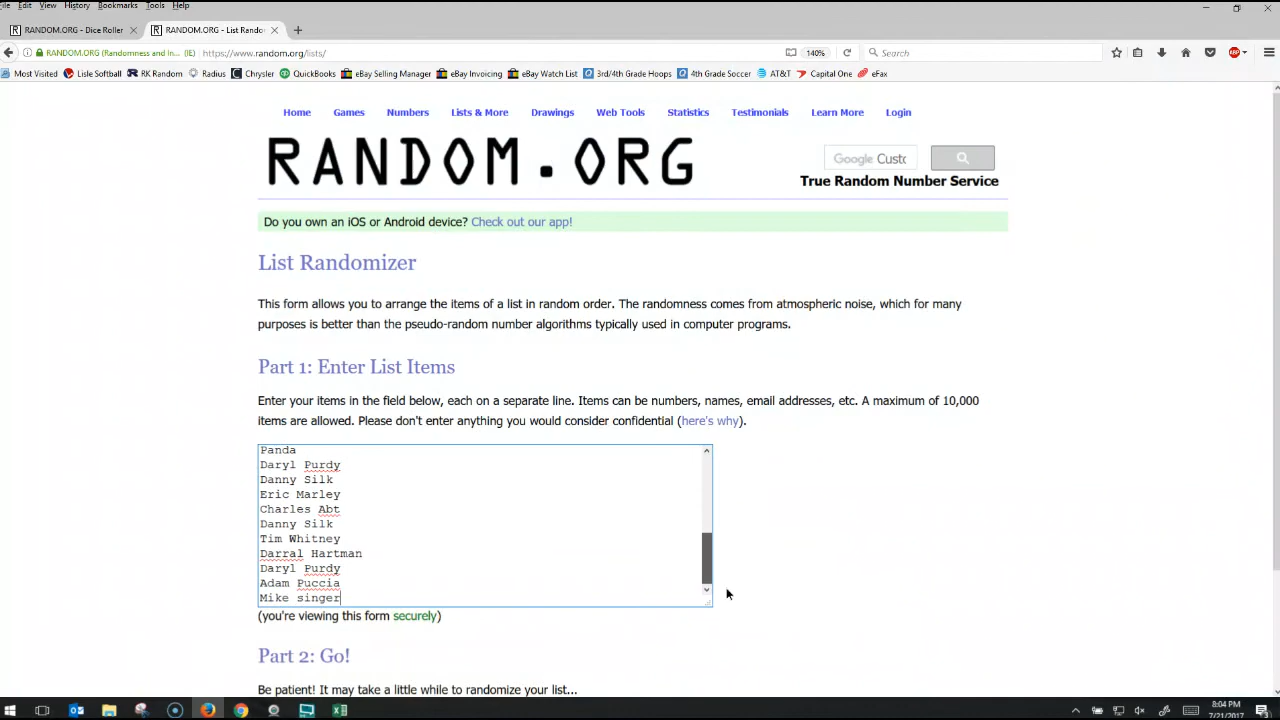 File Edit View History Bookmarks Tools Help
RANDOM.ORG - Dice Roller
RANDOM.ORG - List Rando
RANDOM.ORG (Randomness and In... (IE)
https://www.random.org/lists/
140%
Search
Most Visited Lisle Softball RK Random Radius Chrysler QuickBooks eBay Selling Manager eBay Invoicing eBay Watch List 3rd/4th Grade Hoops 4th Grade Soccer AT&T Capital One eFax
Home Games Numbers Lists & More Drawings Web Tools Statistics Testimonials Learn More Login
RANDOM.ORG
Google Custo
True Random Number Service
Do you own an iOS or Android device? Check out our app!
List Randomizer
This form allows you to arrange the items of a list in random order. The randomness comes from atmospheric noise, which for many
purposes is better than the pseudo-random number algorithms typically used in computer programs.
Part 1: Enter List Items
Enter your items in the field below, each on a separate line. Items can be numbers, names, email addresses, etc. A maximum of 10,000
items are allowed. Please don't enter anything you would consider confidential (here's why).
Panda
Daryl Purdy
Danny Silk
Eric Marley
Charles Abt
Danny Silk
Tim Whitney
Darral Hartman
Daryl Purdy
Adam Puccia
Mike singer
(you're viewing this form securely)
Part 2: Go!
Be patient! It may take a little while to randomize your list...
8:04 PM
7/21/2017